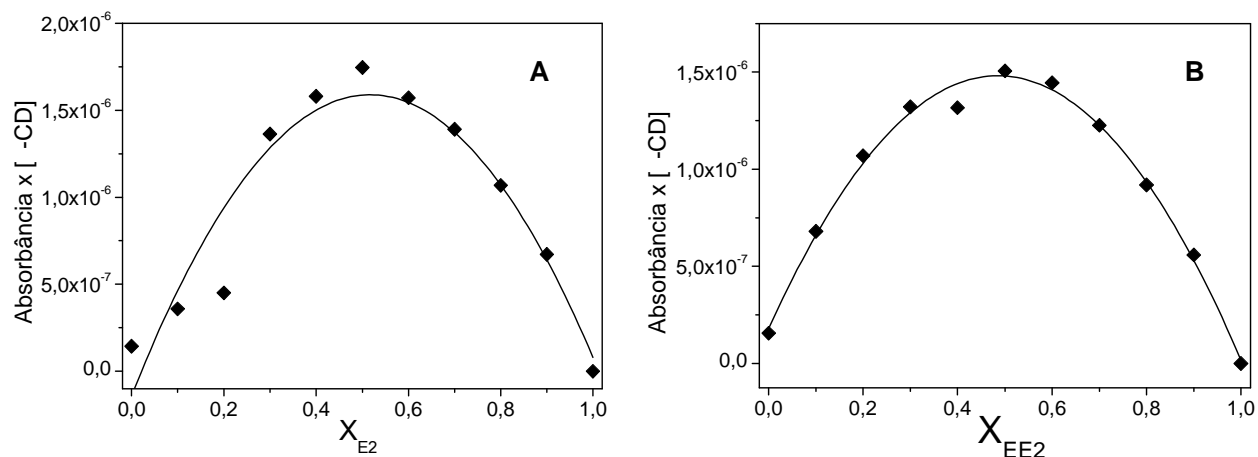 A
Absorbância x [ -CD]
2,0x10-6
1,5x10-6
1,0x10-6
5,0x10-7
0,0
0,0 0,2 0,4 0,6 0,8 1,0
XE2
B
Absorbância x [ -CD]
1,5x10-6
1,0x10-6
5,0x10-7
0,0
0,0 0,2 0,4 0,6 0,8 1,0
XEE2